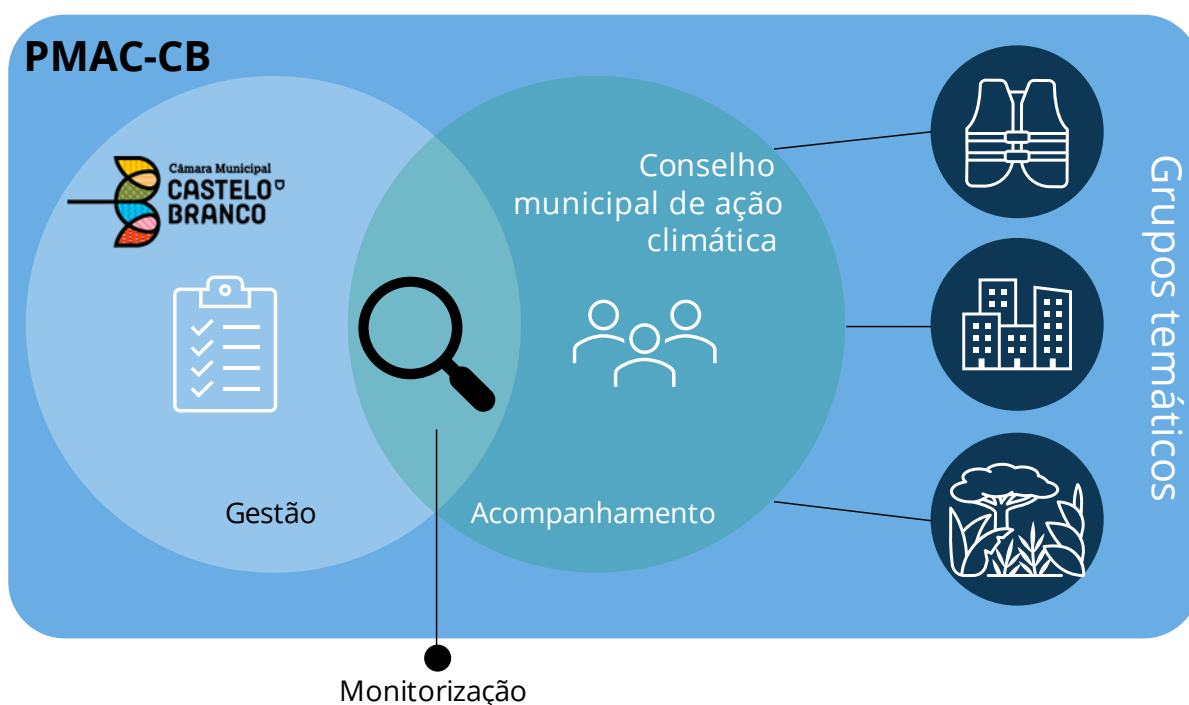 PMAC-CB
Câmara Municipal
CASTELO
BRANCO
Conselho
municipal de ação
climática
Gestão
Acompanhamento
Grupos temáticos
Monitorização